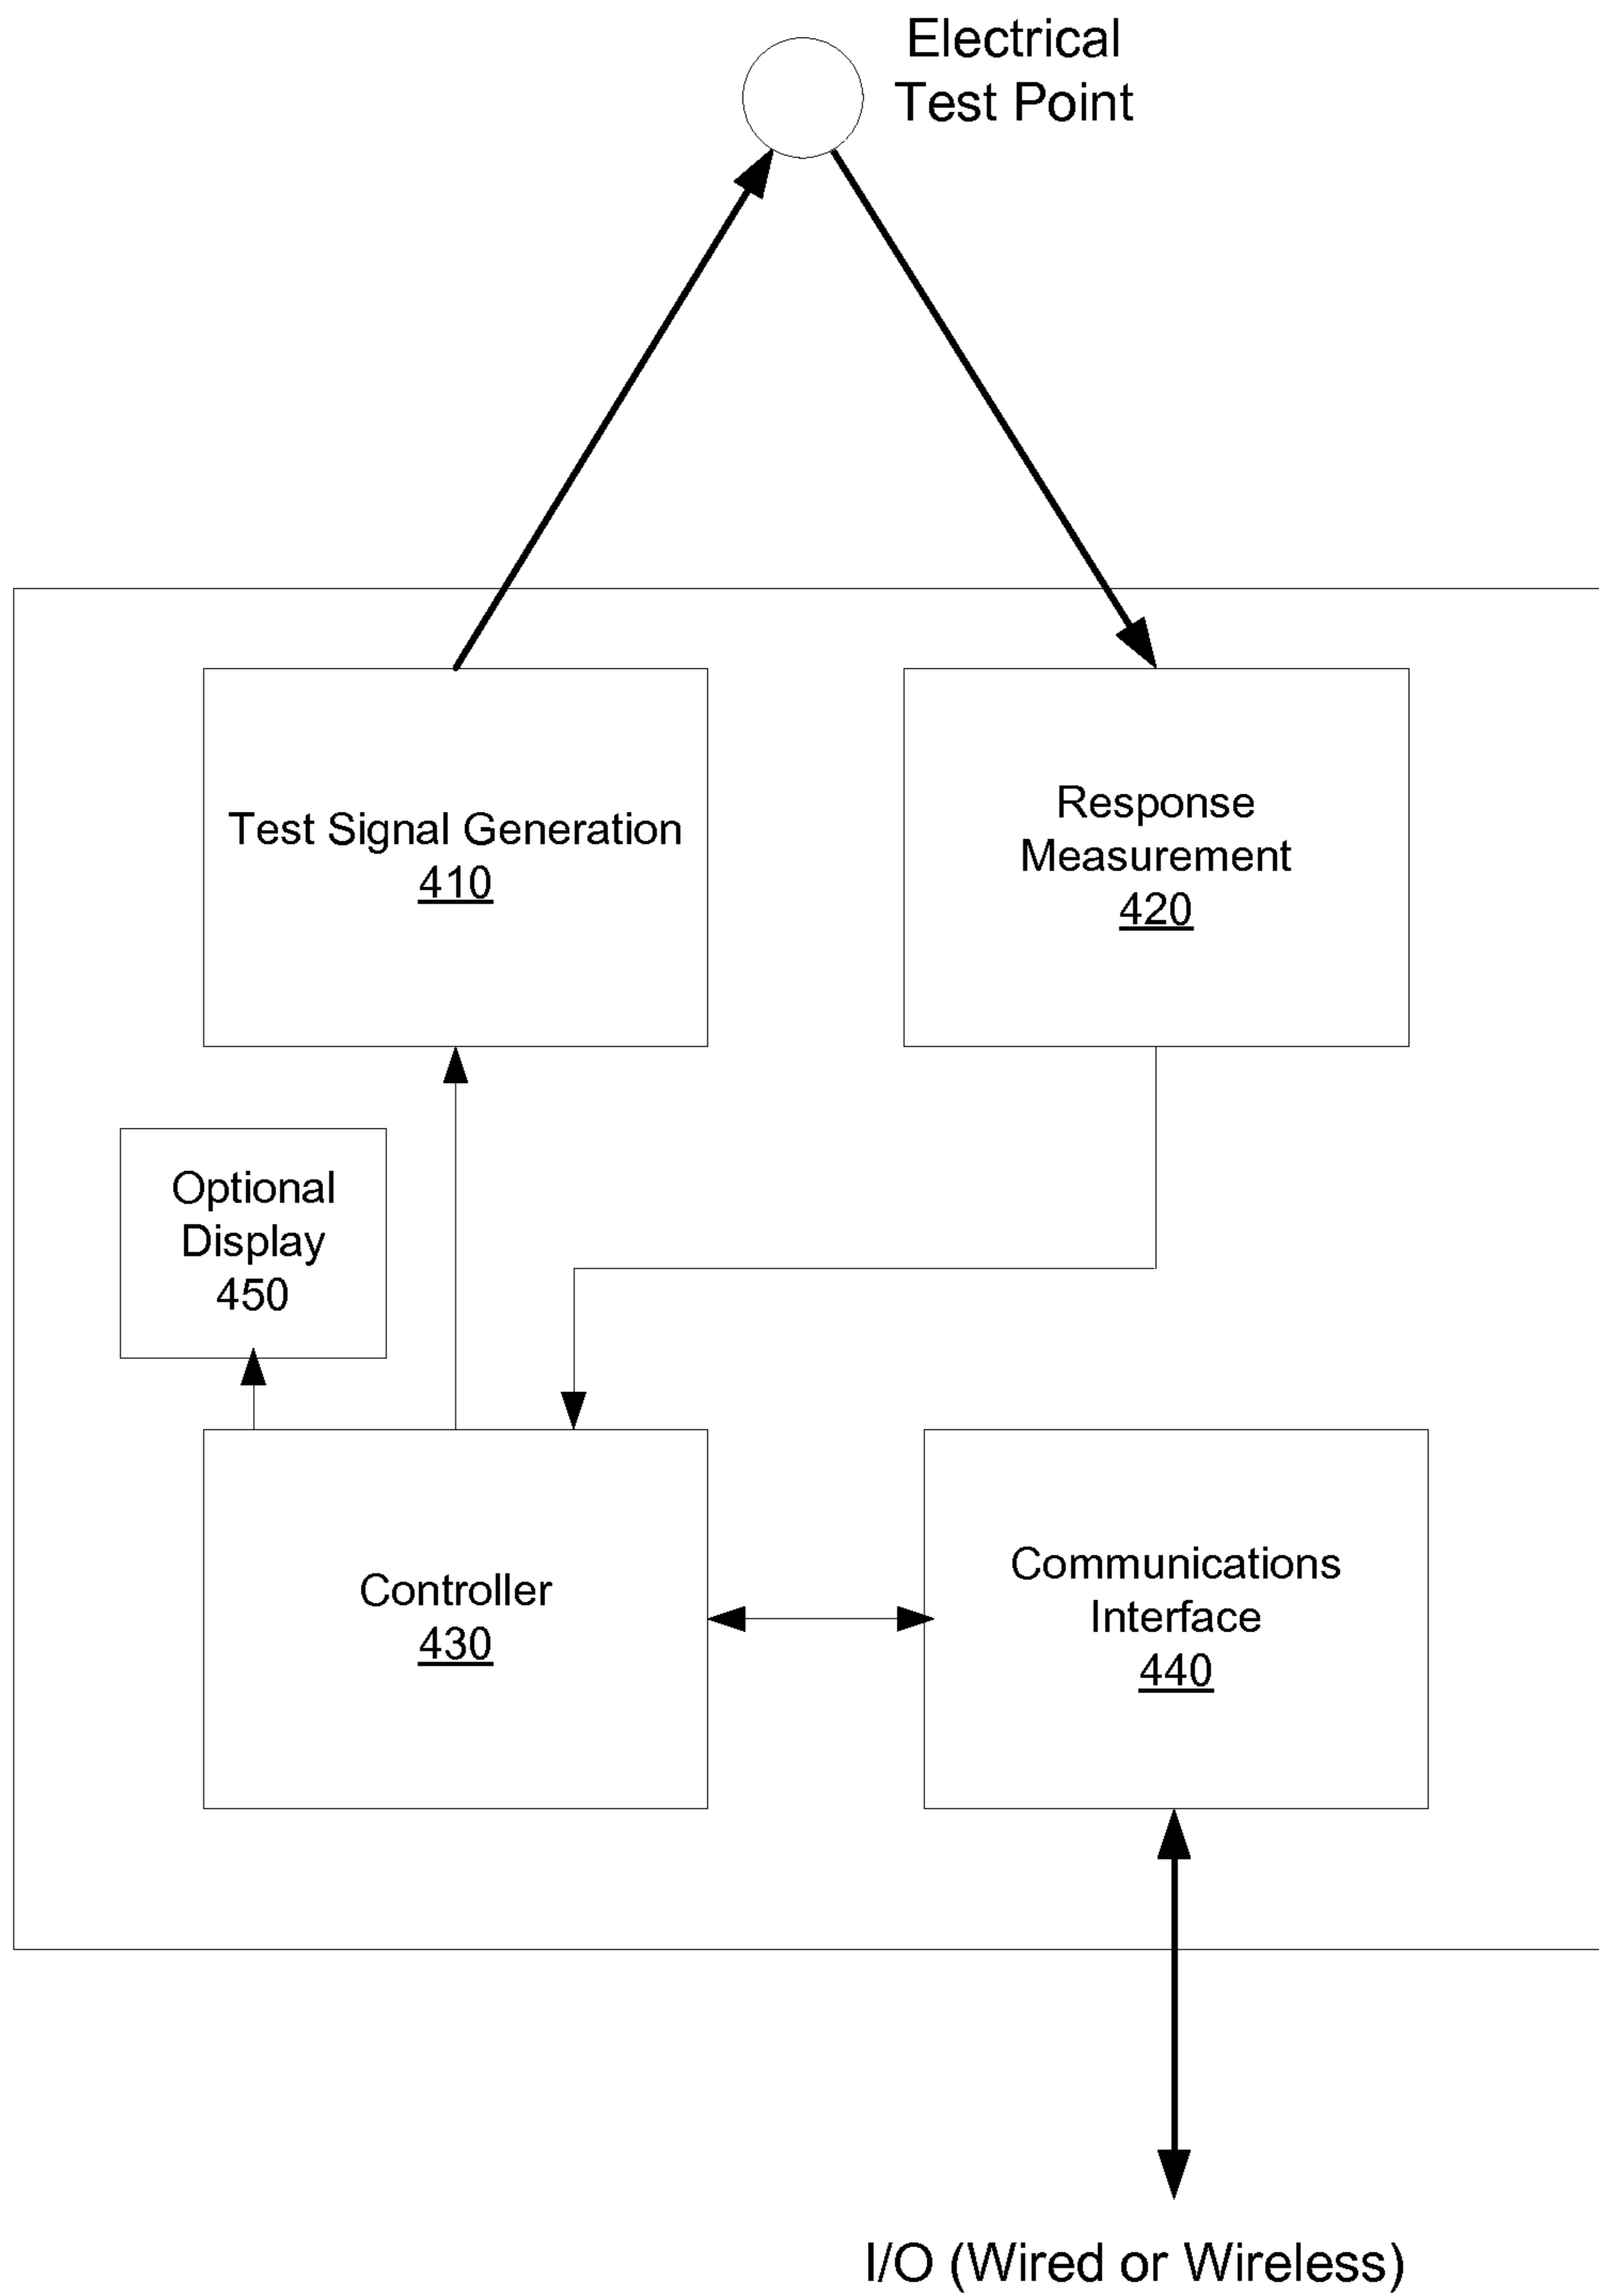 Electrical
Test Point
Test Signal Generation
410
Response
Measurement
420
Optional
Display
450
Controller
430
Communications
Interface
440
I/O (Wired or Wireless)